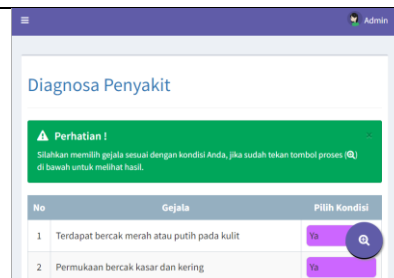 Admin
Diagnosa Penyakit
Perhatian !
Silahkan memilih gejala sesuai dengan kondisi Anda, jika sudah tekan tombol proses ( )
di bawah untuk melihat hasil.
No Gejala Pilih Kondisi
1 Terdapat bercak merah atau putih pada kulit Ya
2 Permukaan bercak kasar dan kering Ya